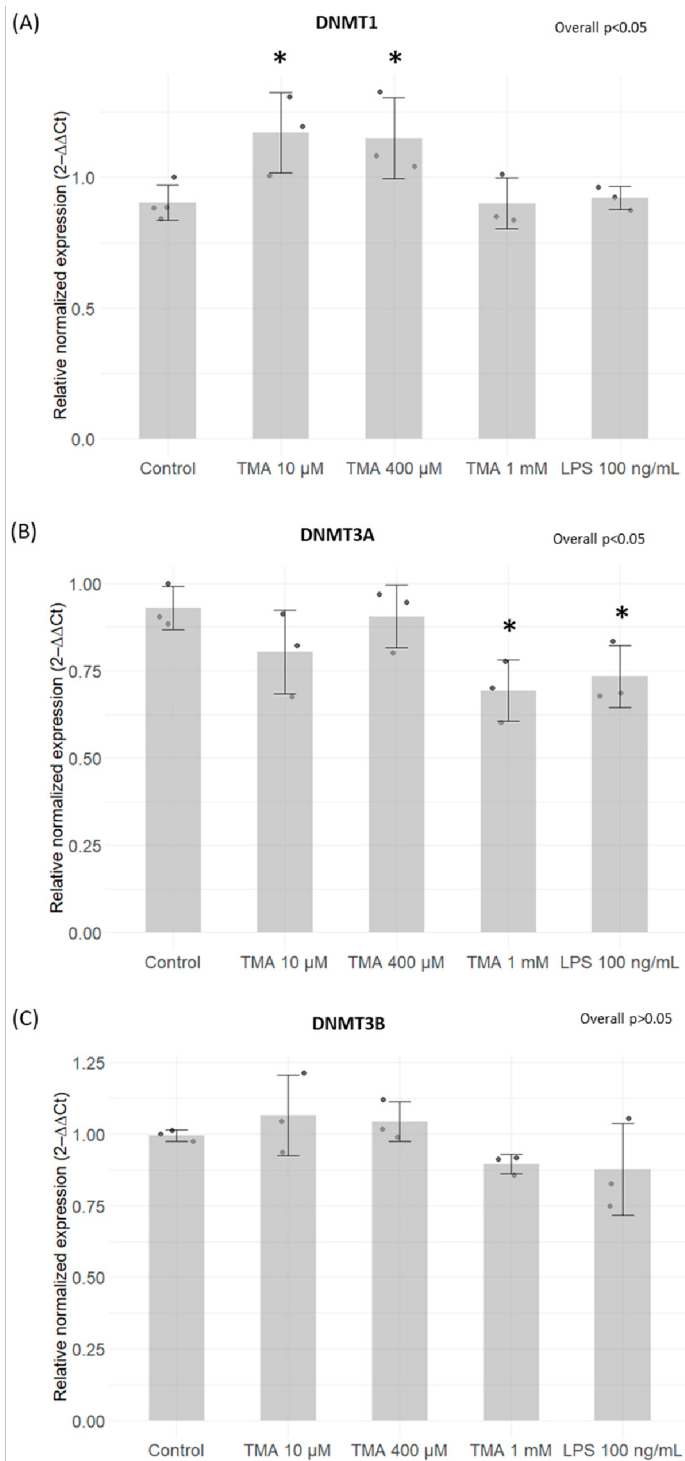 (A)
DNMT1
Overall p<0.05
* *
Relative normalized expression (2−ΔΔCt)
1.0
0.5
0.0
Control TMA 10 µM TMA 400 µM TMA 1 mM LPS 100 ng/mL
(B)
DNMT3A
Overall p<0.05
* *
Relative normalized expression (2−ΔΔCt)
1.00
0.75
0.50
0.25
0.00
Control TMA 10 µM TMA 400 µM TMA 1 mM LPS 100 ng/mL
(C)
DNMT3B
Overall p>0.05
Relative normalized expression (2−ΔΔCt)
1.25
1.00
0.75
0.50
0.25
0.00
Control TMA 10 µM TMA 400 µM TMA 1 mM LPS 100 ng/mL